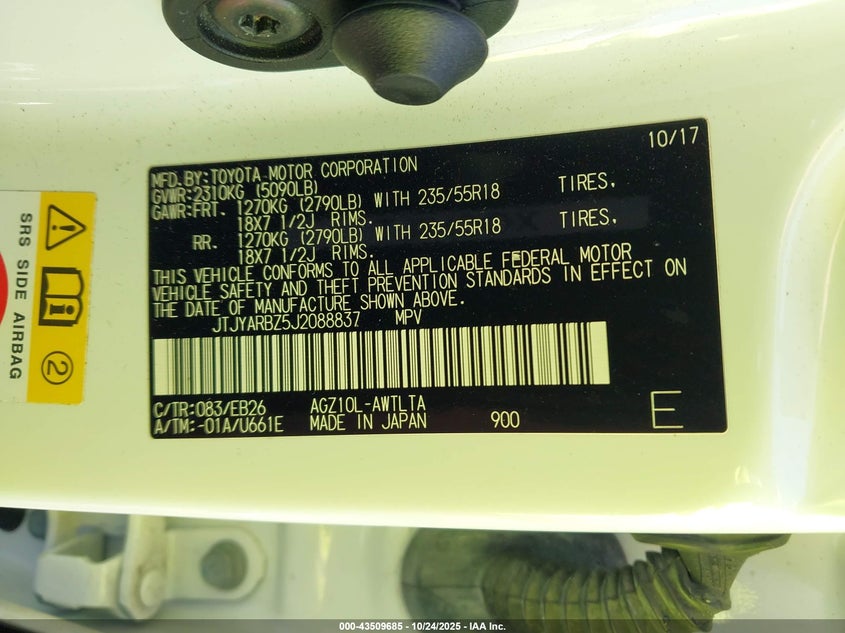 10/17
MFD.BY:TOYOTA MOTOR CORPORATION
GVWR:2310KG (5090LB)
GAWR:FRT. 1270KG (2790LB) WITH 235/55R18 TIRES,
18X7 1/2J RIMS.
RR. 1270KG (2790LB) WITH 235/55R18 TIRES,
18X7 1/2J RIMS.
THIS VEHICLE CONFORMS TO ALL APPLICABLE FEDERAL MOTOR
VEHICLE SAFETY AND THEFT PREVENTION STANDARDS IN EFFECT ON
THE DATE OF MANUFACTURE SHOWN ABOVE.
JTJYARBZ5J2088837 MPV
C/TR:083/EB26 AGZ10L-AWTLTA
A/TM:-01A/U661E MADE IN JAPAN 900 E
SRS SIDE AIRBAG
2
000-43509685 - 10/24/2025 - IAA Inc.